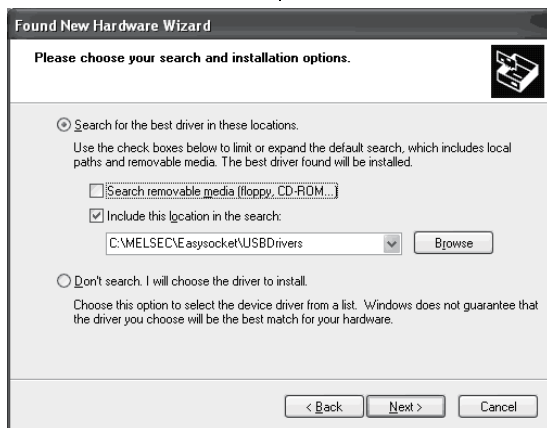 Found New Hardware Wizard
Please choose your search and installation options.
Search for the best driver in these locations.
Use the check boxes below to limit or expand the default search, which includes local
paths and removable media. The best driver found will be installed.
Search removable media (floppy, CD-ROM...)
Include this location in the search:
C:\MELSEC\Easysocket\USBDrivers
Browse
Don't search. I will choose the driver to install.
Choose this option to select the device driver from a list. Windows does not guarantee that
the driver you choose will be the best match for your hardware.
< Back Next > Cancel